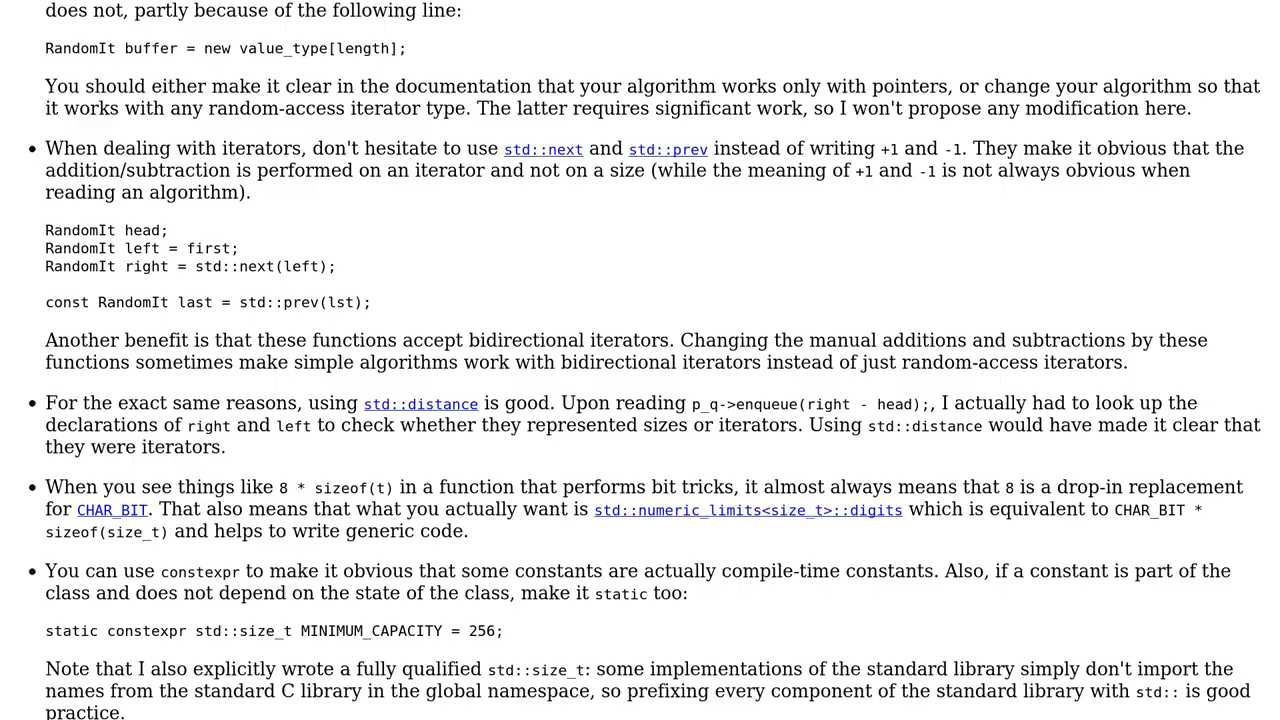 does not, partly because of the following line:
RandomIt buffer = new value_type[length];
You should either make it clear in the documentation that your algorithm works only with pointers, or change your algorithm so that
it works with any random-access iterator type. The latter requires significant work, so I won't propose any modification here.
• When dealing with iterators, don't hesitate to use std::next and std::prev instead of writing +1 and -1. They make it obvious that the
addition/subtraction is performed on an iterator and not on a size (while the meaning of +1 and -1 is not always obvious when
reading an algorithm).
RandomIt head;
RandomIt left = first;
RandomIt right = std::next(left);
const RandomIt last = std::prev(lst);
Another benefit is that these functions accept bidirectional iterators. Changing the manual additions and subtractions by these
functions sometimes make simple algorithms work with bidirectional iterators instead of just random-access iterators.
• For the exact same reasons, using std::distance is good. Upon reading p_q->enqueue(right - head);, I actually had to look up the
declarations of right and left to check whether they represented sizes or iterators. Using std::distance would have made it clear that
they were iterators.
• When you see things like 8 * sizeof(t) in a function that performs bit tricks, it almost always means that 8 is a drop-in replacement
for CHAR_BIT. That also means that what you actually want is std::numeric_limits<size_t>::digits which is equivalent to CHAR_BIT *
sizeof(size_t) and helps to write generic code.
• You can use constexpr to make it obvious that some constants are actually compile-time constants. Also, if a constant is part of the
class and does not depend on the state of the class, make it static too:
static constexpr std::size_t MINIMUM_CAPACITY = 256;
Note that I also explicitly wrote a fully qualified std::size_t: some implementations of the standard library simply don't import the
names from the standard C library in the global namespace, so prefixing every component of the standard library with std:: is good
practice.